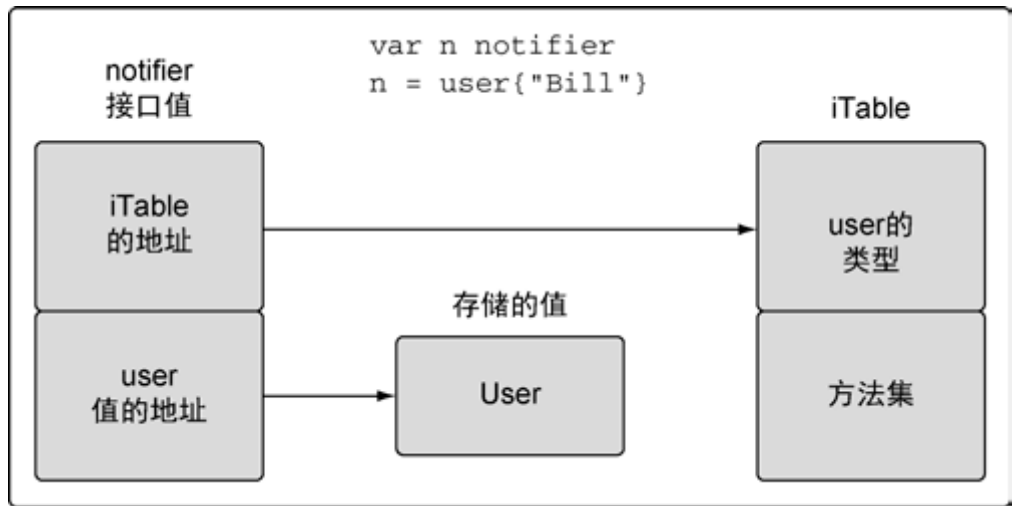 var n notifier
n = user{"Bill"}
notifier
接口值
iTable
iTable
的地址
user的
类型
存储的值
user
值的地址
User
方法集